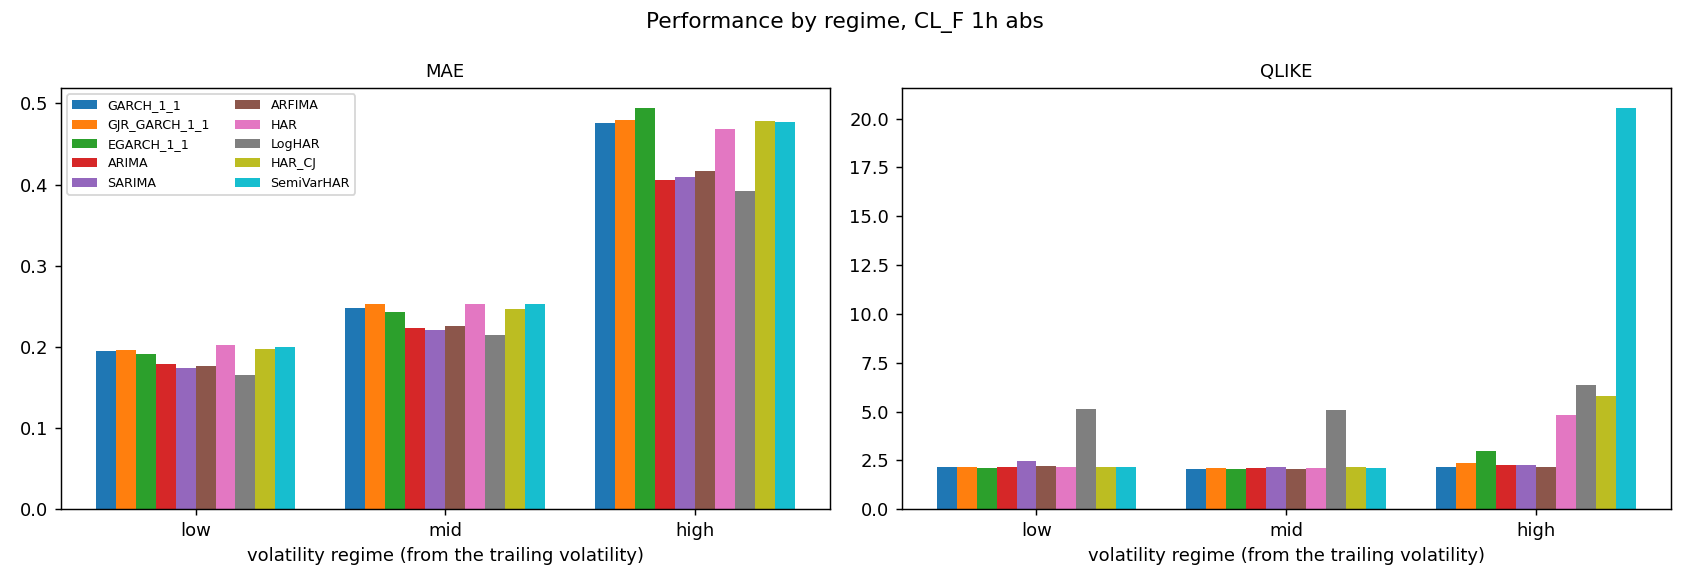 Performance by regime, CL_F 1h abs
MAE
0.5
0.4
0.3
0.2
0.1
0.0
GARCH_1_1
GJR_GARCH_1_1
EGARCH_1_1
ARIMA
SARIMA
ARFIMA
HAR
LogHAR
HAR_CJ
SemiVarHAR
low
mid
high
volatility regime (from the trailing volatility)
QLIKE
20.0
17.5
15.0
12.5
10.0
7.5
5.0
2.5
0.0
low
mid
high
volatility regime (from the trailing volatility)